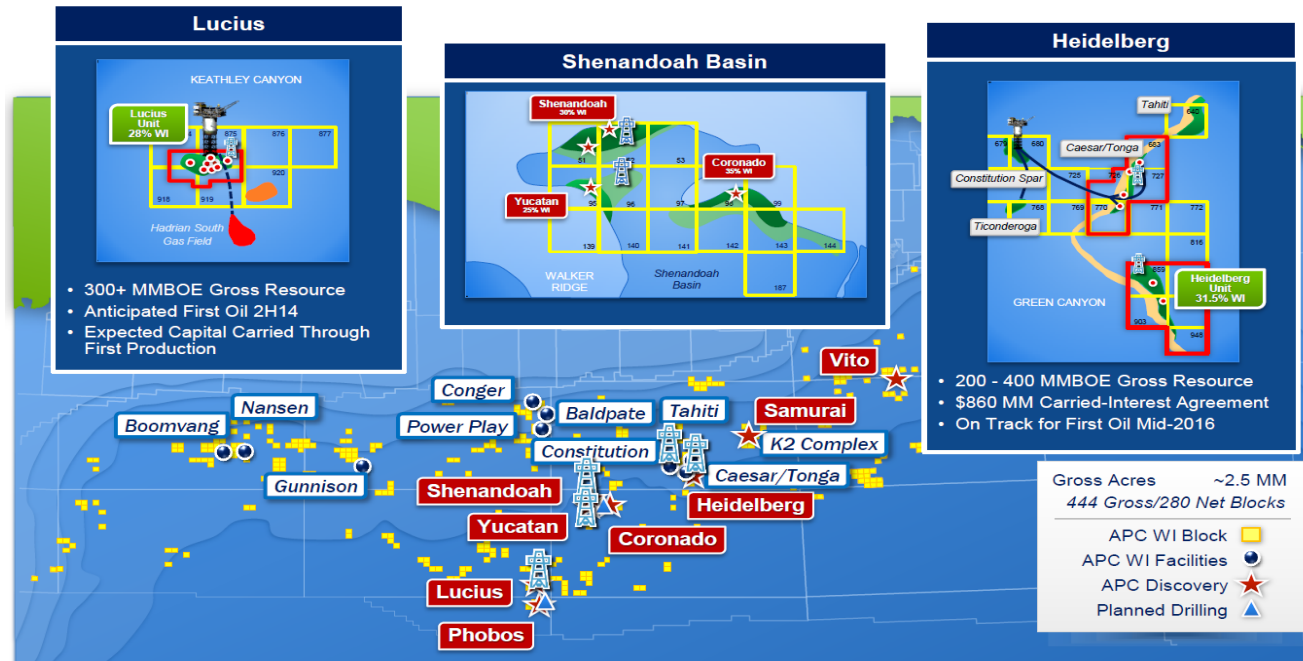 Lucius
KEATHLEY CANYON
Lucius
Unit
28% WI
875
876
877
920
918
919
Hadrian South
Gas Field
• 300+ MMBOE Gross Resource
• Anticipated First Oil 2H14
• Expected Capital Carried Through
First Production
Shenandoah Basin
Shenandoah
30% WI
51
53
Coronado
35% WI
Yucatan
25% WI
95
96
97
98
99
139
140
141
142
143
144
WALKER
RIDGE
Shenandoah
Basin
187
Heidelberg
Tahiti
640
Caesar/Tonga
679
680
683
Constitution Spar
725
726
727
768
769
770
771
772
Ticonderoga
816
859
Heidelberg
Unit
31.5% WI
GREEN CANYON
903
948
• 200 - 400 MMBOE Gross Resource
• $860 MM Carried-Interest Agreement
• On Track for First Oil Mid-2016
Vito
Conger
Nansen
Baldpate
Tahiti
Samurai
Boomvang
Power Play
K2 Complex
Constitution
Gunnison
Caesar/Tonga
Shenandoah
Heidelberg
Yucatan
Coronado
Lucius
Phobos
Gross Acres ~2.5 MM
444 Gross/280 Net Blocks
APC WI Block
APC WI Facilities
APC Discovery
Planned Drilling